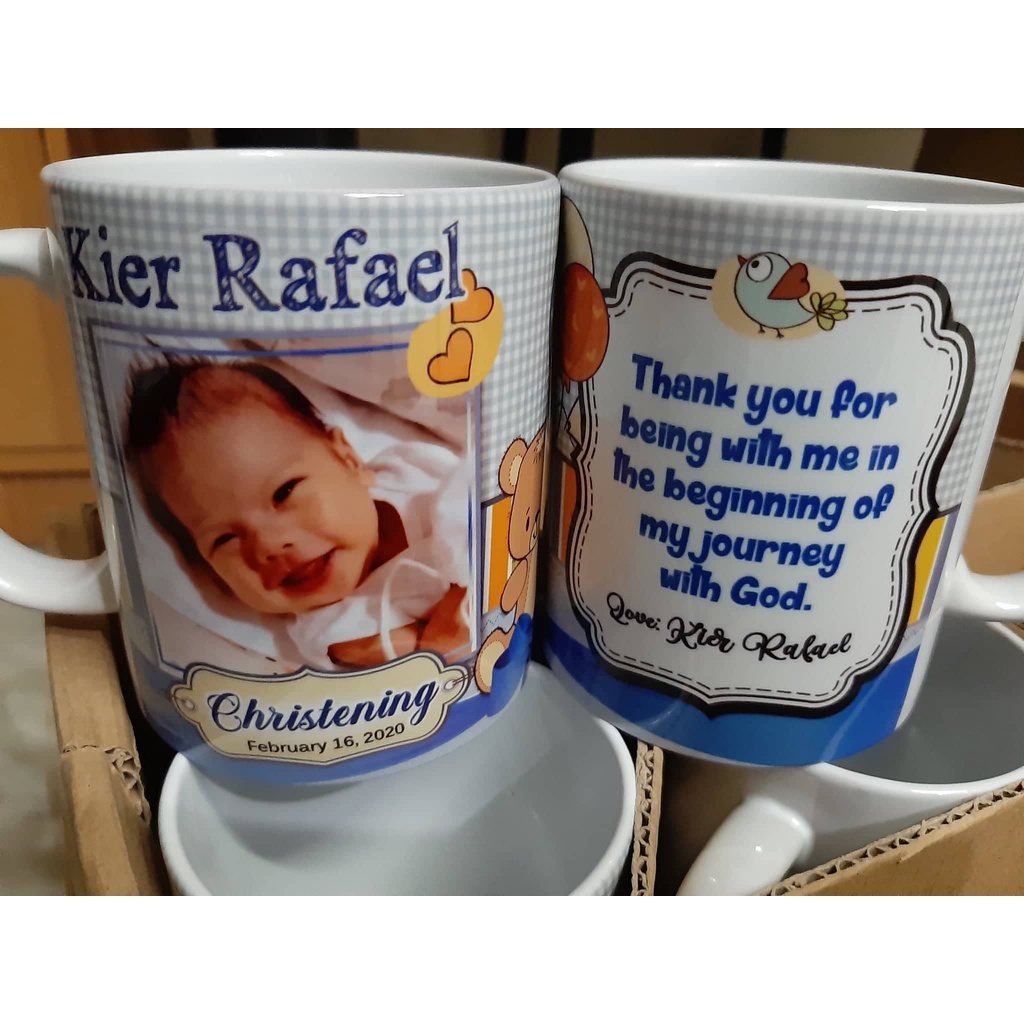 Kier Rafael
Christening
February 16, 2020
Thank you for
being with me in
the beginning of
my journey
with God.
Love: Kier Rafael